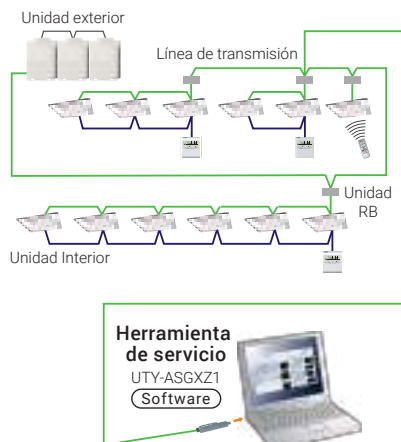 Unidad exterior
Línea de transmisión
Unidad
RB
Unidad Interior
Herramienta
de servicio
UTY-ASGXZ1
Software